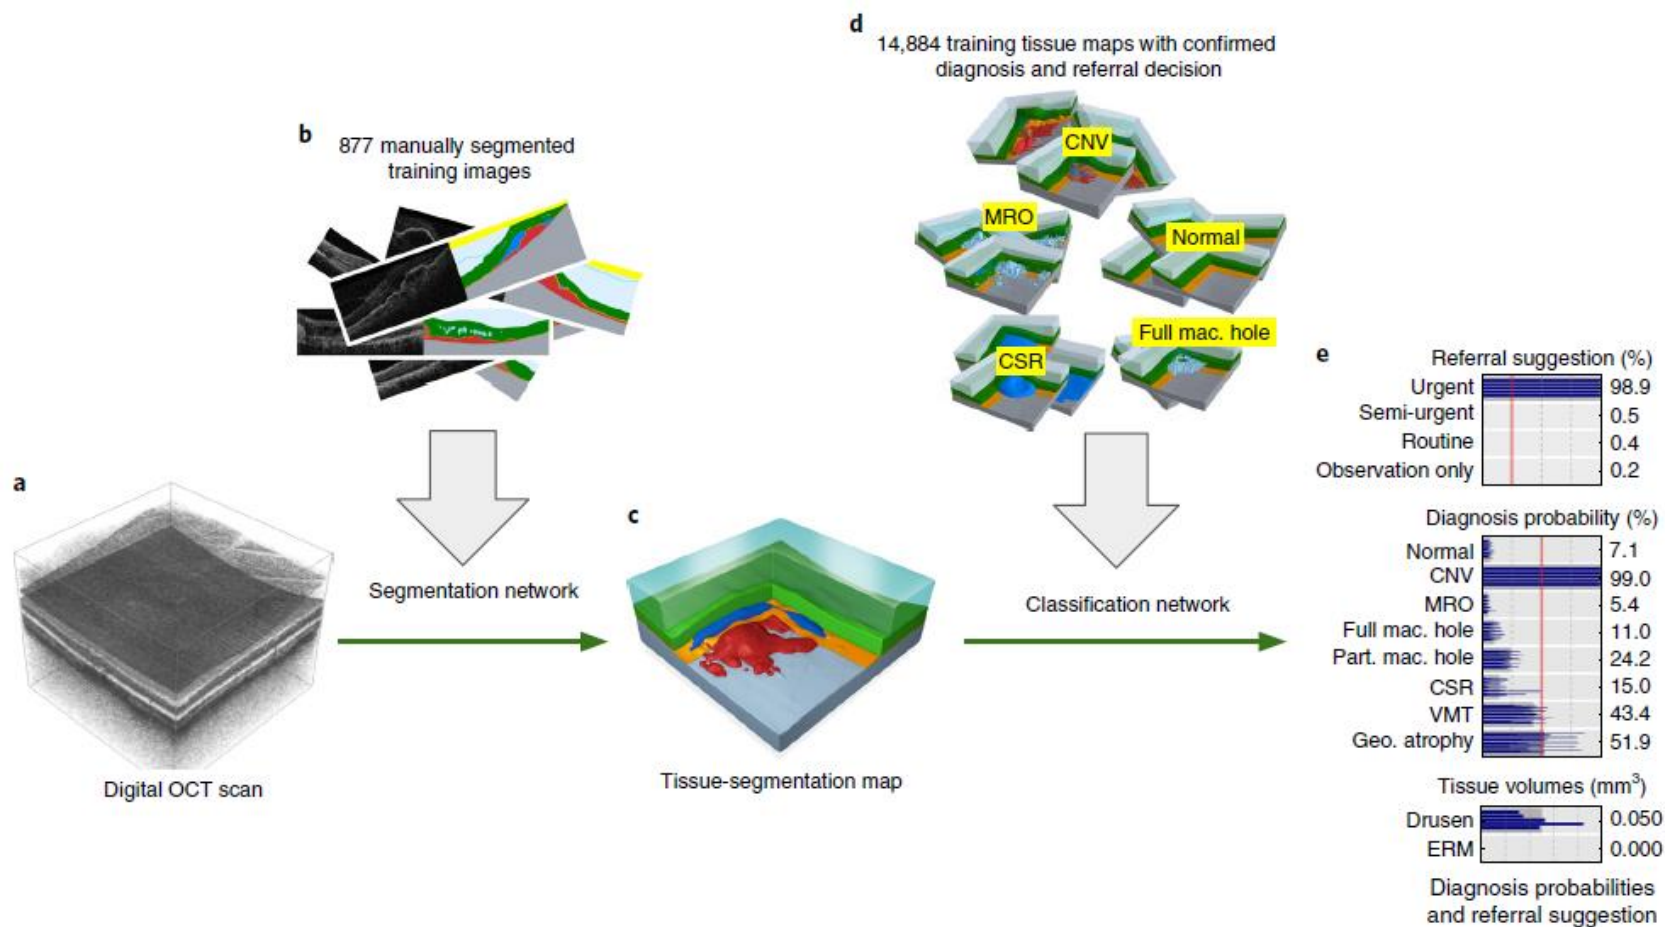 a
Digital OCT scan
b
877 manually segmented
training images
Segmentation network
c
Tissue-segmentation map
d
14,884 training tissue maps with confirmed
diagnosis and referral decision
CNV
MRO
Normal
Full mac. hole
CSR
Classification network
e
Referral suggestion (%)
Urgent 98.9
Semi-urgent 0.5
Routine 0.4
Observation only 0.2
Diagnosis probability (%)
Normal 7.1
CNV 99.0
MRO 5.4
Full mac. hole 11.0
Part. mac. hole 24.2
CSR 15.0
VMT 43.4
Geo. atrophy 51.9
Tissue volumes (mm³)
Drusen 0.050
ERM 0.000
Diagnosis probabilities
and referral suggestion